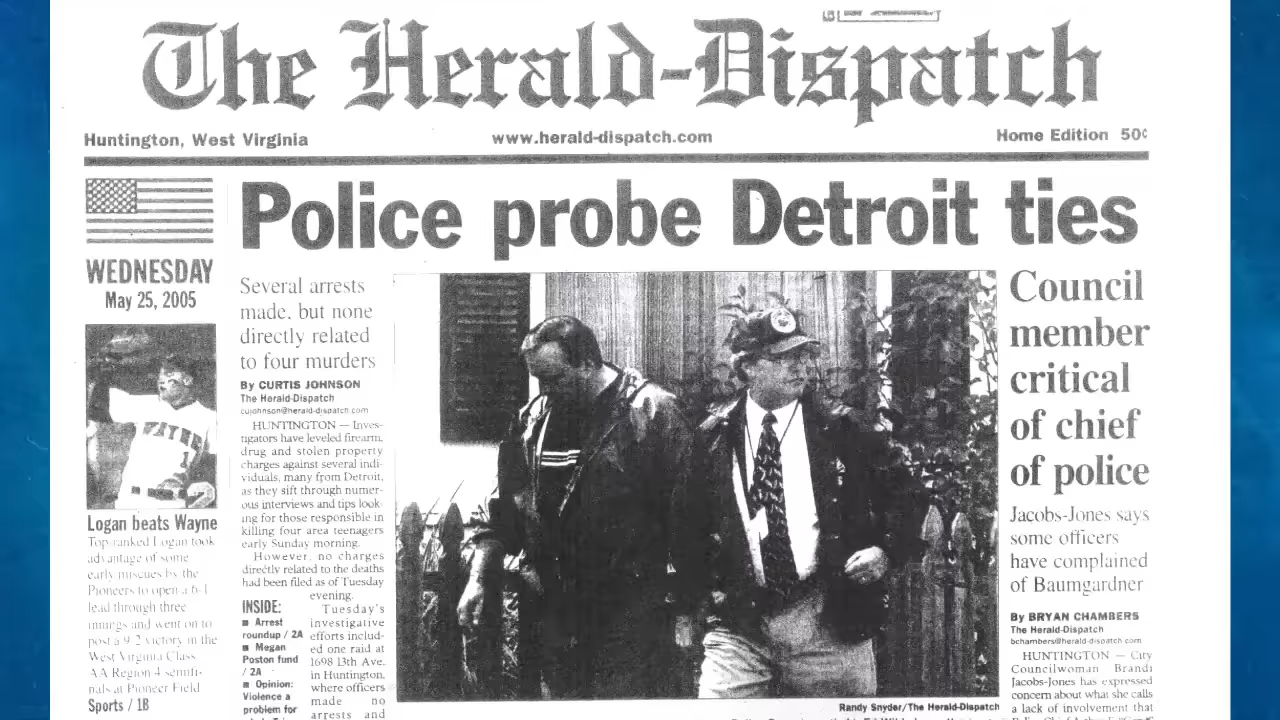 The Herald-Dispatch
Huntington, West Virginia
www.herald-dispatch.com
Home Edition 50¢
WEDNESDAY
May 25, 2005
Logan beats Wayne
Top-ranked Logan took
advantage of some
early miscues by the
Pioneers to open a 6-1
lead through three
innings and went on to
post a 9-2 victory in the
West Virginia Class
AA Region 4 semifi-
nals at Pioneer Field
Sports / 1B
Police probe Detroit ties
Several arrests
made, but none
directly related
to four murders
By CURTIS JOHNSON
The Herald-Dispatch
cujohnson@herald-dispatch.com
HUNTINGTON — Inves-
tigators have leveled firearm,
drug and stolen property
charges against several indi-
viduals, many from Detroit,
as they sift through numer-
ous interviews and tips look-
ing for those responsible in
killing four area teenagers
early Sunday morning.
However, no charges
directly related to the deaths
had been filed as of Tuesday
evening.
Tuesday's
investigative
efforts includ-
ed one raid at
1698 13th Ave.
in Huntington,
where officers
made no
arrests and
INSIDE:
■ Arrest
roundup / 2A
■ Megan
Poston fund
/ 2A
■ Opinion:
Violence a
problem for
Randy Snyder/The Herald-Dispatch
Council
member
critical
of chief
of police
Jacobs-Jones says
some officers
have complained
of Baumgardner
By BRYAN CHAMBERS
The Herald-Dispatch
bchambers@herald-dispatch.com
HUNTINGTON — City
Councilwoman Brandi
Jacobs-Jones has expressed
concern about what she calls
a lack of involvement that